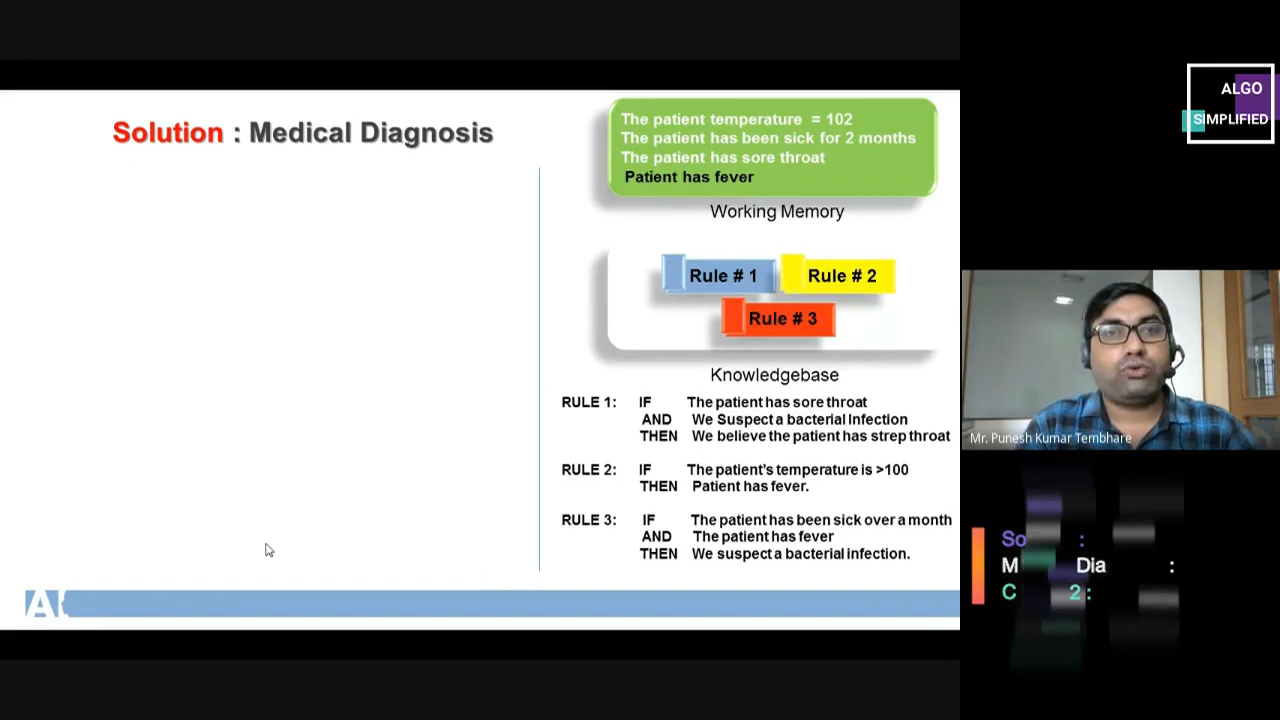 Solution : Medical Diagnosis
The patient temperature = 102
The patient has been sick for 2 months
The patient has sore throat
Patient has fever
Working Memory
Rule # 1
Rule # 2
Rule # 3
Knowledgebase
RULE 1: IF The patient has sore throat
AND We Suspect a bacterial Infection
THEN We believe the patient has strep throat
RULE 2: IF The patient's temperature is >100
THEN Patient has fever.
RULE 3: IF The patient has been sick over a month
AND The patient has fever
THEN We suspect a bacterial infection.
ALGO
SIMPLIFIED
Mr. Punesh Kumar Tembhare
So :
M Dia :
C 2 :